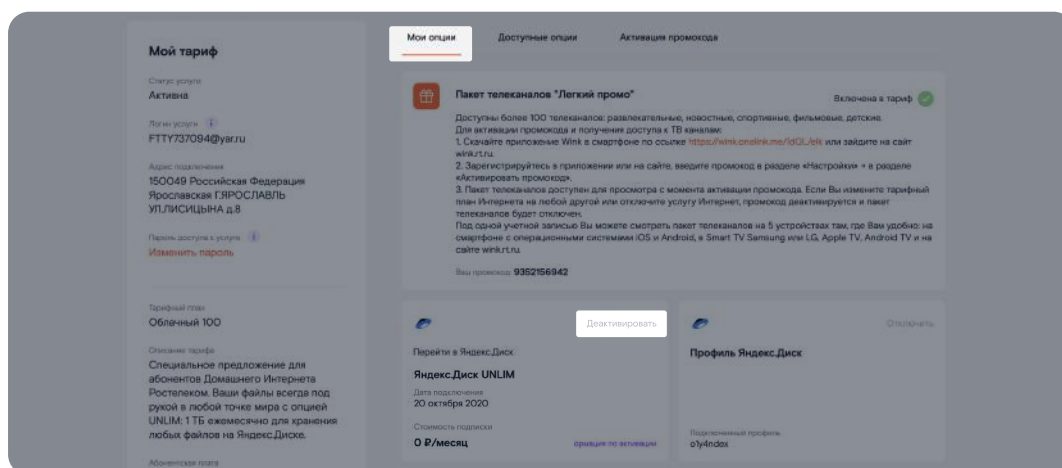 Мой тариф
Статус услуги
Активна
Логин услуги
FTTY737094@yar.ru
Адрес подключения
150049 Российская Федерация
Ярославская Г.ЯРОСЛАВЛЬ
УЛ.ЛИСИЦЫНА д.8
Пароль доступа к услуге
Изменить пароль
Тарифный план
Облачный 100
Описание тарифа
Специальное предложение для
абонентов Домашнего Интернета
Ростелеком. Ваши файлы всегда под
рукой в любой точке мира с опцией
UNLIM: 1 ТБ ежемесячно для хранения
любых файлов на Яндекс.Диске.
Абонентская плата
Мои опции Доступные опции Активация промокода
Пакет телеканалов "Легкий промо" Включена в тариф
Доступны более 100 телеканалов: развлекательные, новостные, спортивные, фильмовые, детские.
Для активации промокода и получения доступа к ТВ каналам:
1. Скачайте приложение Wink в смартфоне по ссылке или зайдите на сайт
wink.rt.ru.
2. Зарегистрируйтесь в приложении или на сайте, введите промокод в разделе «Настройки» в разделе
«Активировать промокод».
3. Пакет телеканалов доступен для просмотра с момента активации промокода. Если Вы измените тарифный
план Интернета на любой другой или отключите услугу Интернет, промокод деактивируется и пакет
телеканалов будет отключен.
Под одной учетной записью Вы можете смотреть пакет телеканалов на 5 устройствах там, где Вам удобно: на
смартфоне с операционными системами iOS и Android, в Smart TV Samsung или LG, Apple TV, Android TV и на
сайте wink.rt.ru.
Ваш промокод: 9352156942
Деактивировать
Перейти в Яндекс.Диск
Яндекс.Диск UNLIM
Дата подключения
20 октября 2020
Стоимость подписки
0 ₽/месяц ормация по активации
Отключить
Профиль Яндекс.Диск
Подключенный профиль
o1y4ndex